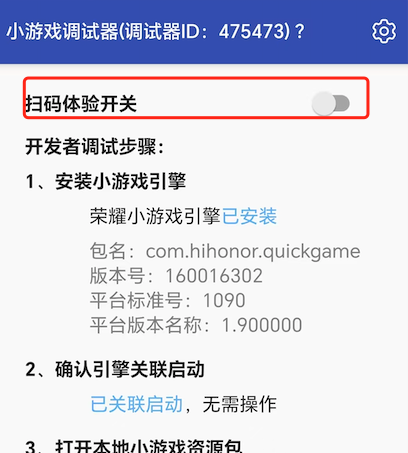 小游戏调试器(调试器ID：475473)？
扫码体验开关
开发者调试步骤：
1、安装小游戏引擎
荣耀小游戏引擎已安装
包名：com.hihonor.quickgame
版本号：160016302
平台标准号：1090
平台版本名称：1.900000
2、确认引擎关联启动
已关联启动，无需操作
3、打开本地小游戏资源包